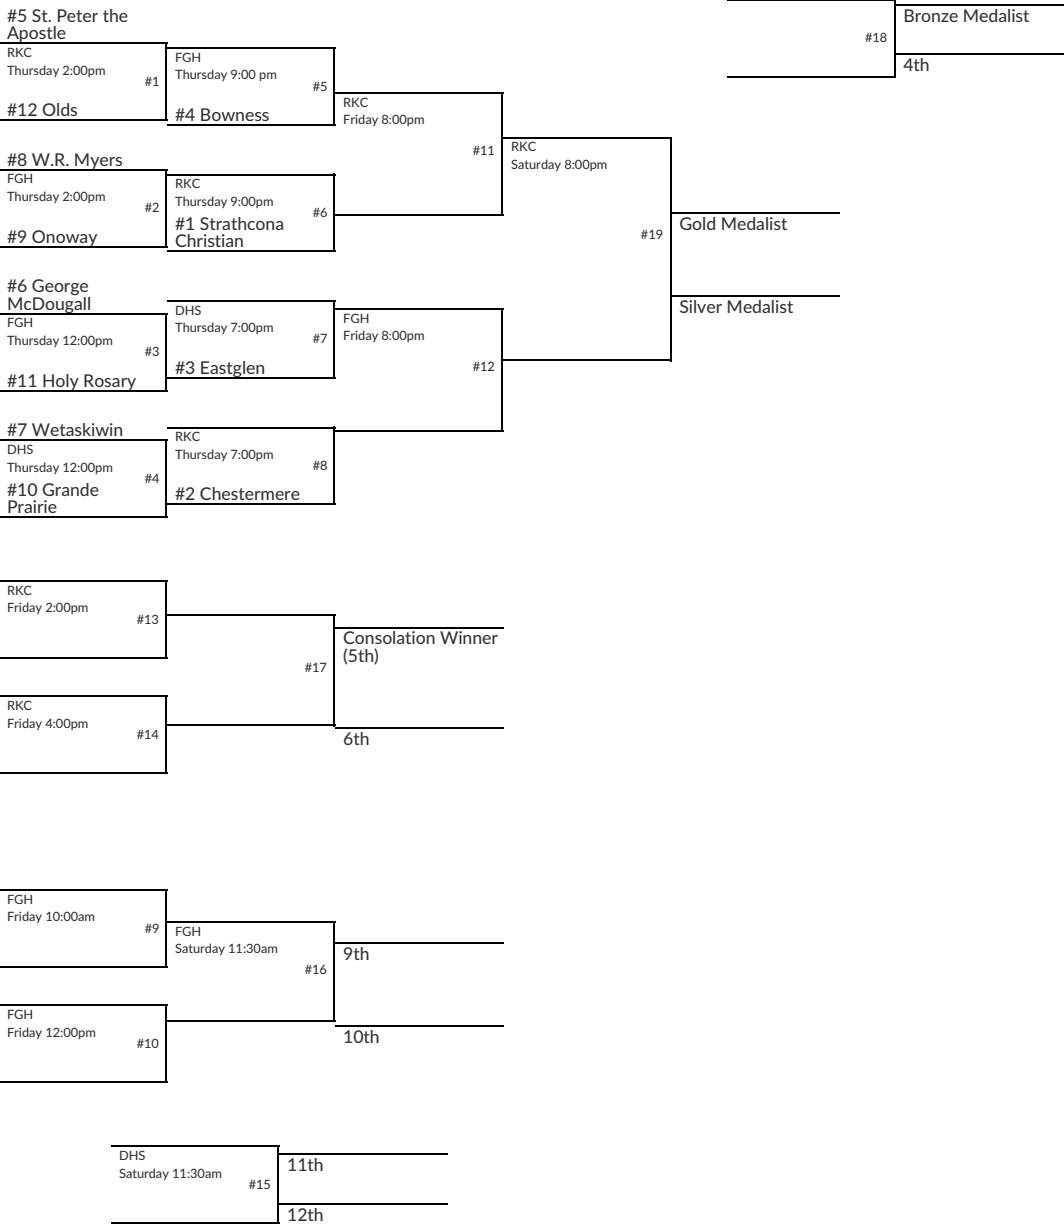 #5 St. Peter the
Apostle
RKC
Thursday 2:00pm
#1
#12 Olds
FGH
Thursday 9:00 pm
#5
#4 Bowness
RKC
Friday 8:00pm
#11
#8 W.R. Myers
FGH
Thursday 2:00pm
#2
#9 Onoway
RKC
Thursday 9:00pm
#6
#1 Strathcona
Christian
RKC
Saturday 8:00pm
#19
Gold Medalist
Silver Medalist
#18
Bronze Medalist
4th
#6 George
McDougall
FGH
Thursday 12:00pm
#3
#11 Holy Rosary
DHS
Thursday 7:00pm
#7
#3 Eastglen
FGH
Friday 8:00pm
#12
#7 Wetaskiwin
DHS
Thursday 12:00pm
#4
#10 Grande
Prairie
RKC
Thursday 7:00pm
#8
#2 Chestermere
RKC
Friday 2:00pm
#13
#17
Consolation Winner
(5th)
RKC
Friday 4:00pm
#14
6th
FGH
Friday 10:00am
#9
FGH
Saturday 11:30am
#16
9th
FGH
Friday 12:00pm
#10
10th
DHS
Saturday 11:30am
#15
11th
12th